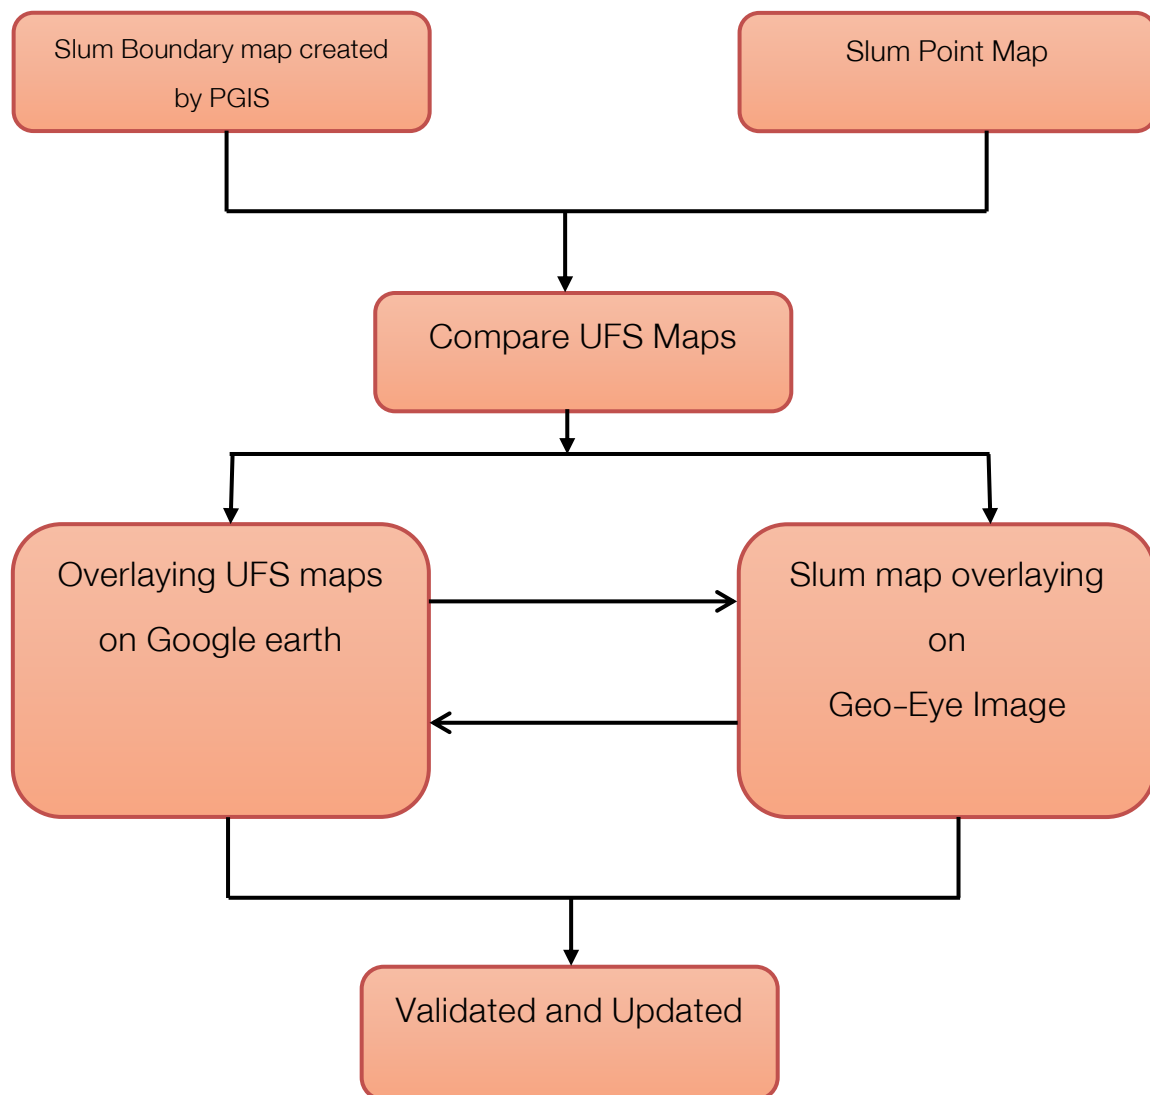 Slum Boundary map created
by PGIS
Slum Point Map
Compare UFS Maps
Overlaying UFS maps
on Google earth
Slum map overlaying
on
Geo-Eye Image
Validated and Updated